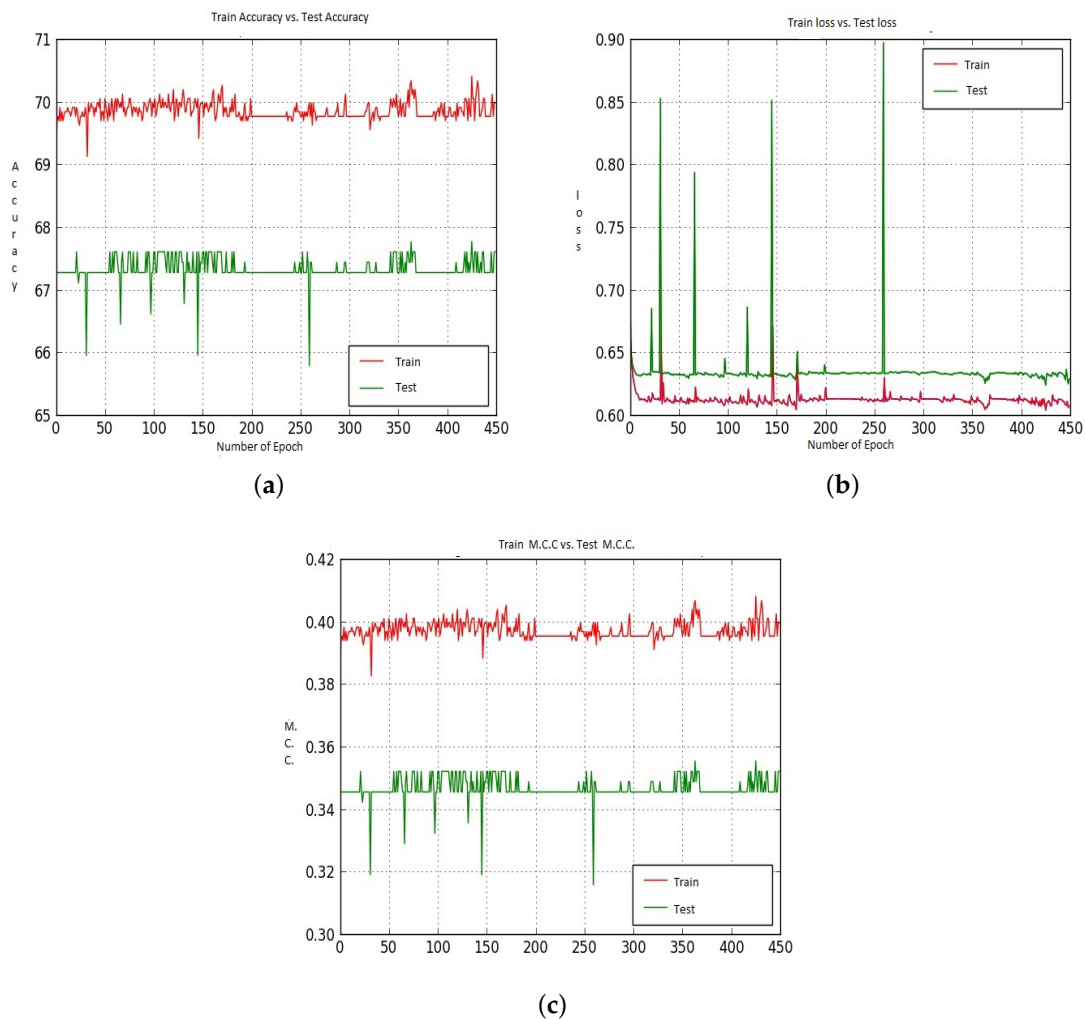 Train Accuracy vs. Test Accuracy
71
70
69
68
67
66
65
Accuracy
0 50 100 150 200 250 300 350 400 450
Number of Epoch
Train
Test
(a)
Train loss vs. Test loss
0.90
0.85
0.80
0.75
0.70
0.65
0.60
loss
0 50 100 150 200 250 300 350 400 450
Number of Epoch
Train
Test
(b)
Train M.C.C vs. Test M.C.C.
0.42
0.40
0.38
0.36
0.34
0.32
0.30
M.
C.
C.
0 50 100 150 200 250 300 350 400 450
Train
Test
(c)